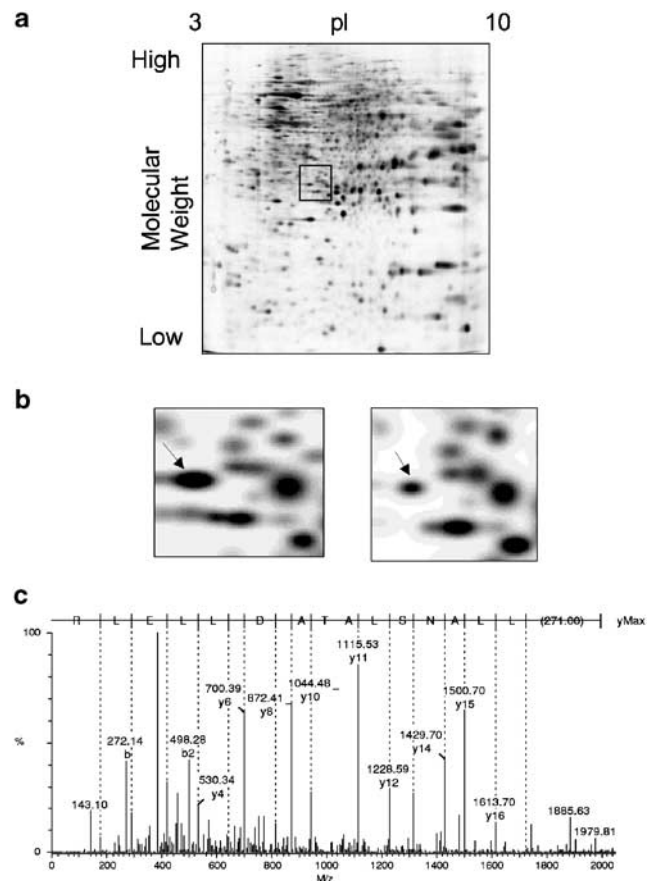 a
3 pI 10
High
Molecular
Weight
Low
b
c
R L E L L D A T A L S N A L L (271.00) yMax
100
%
0
1115.53
y11
700.39
y6
872.41
y8
1044.48
y10
1500.70
y15
1429.70
y14
272.14
b
498.28
b2
530.34
y4
1228.59
y12
143.10
1613.70
y16
1885.63
1979.81
0 200 400 600 800 1000 1200 1400 1600 1800 2000
M/z